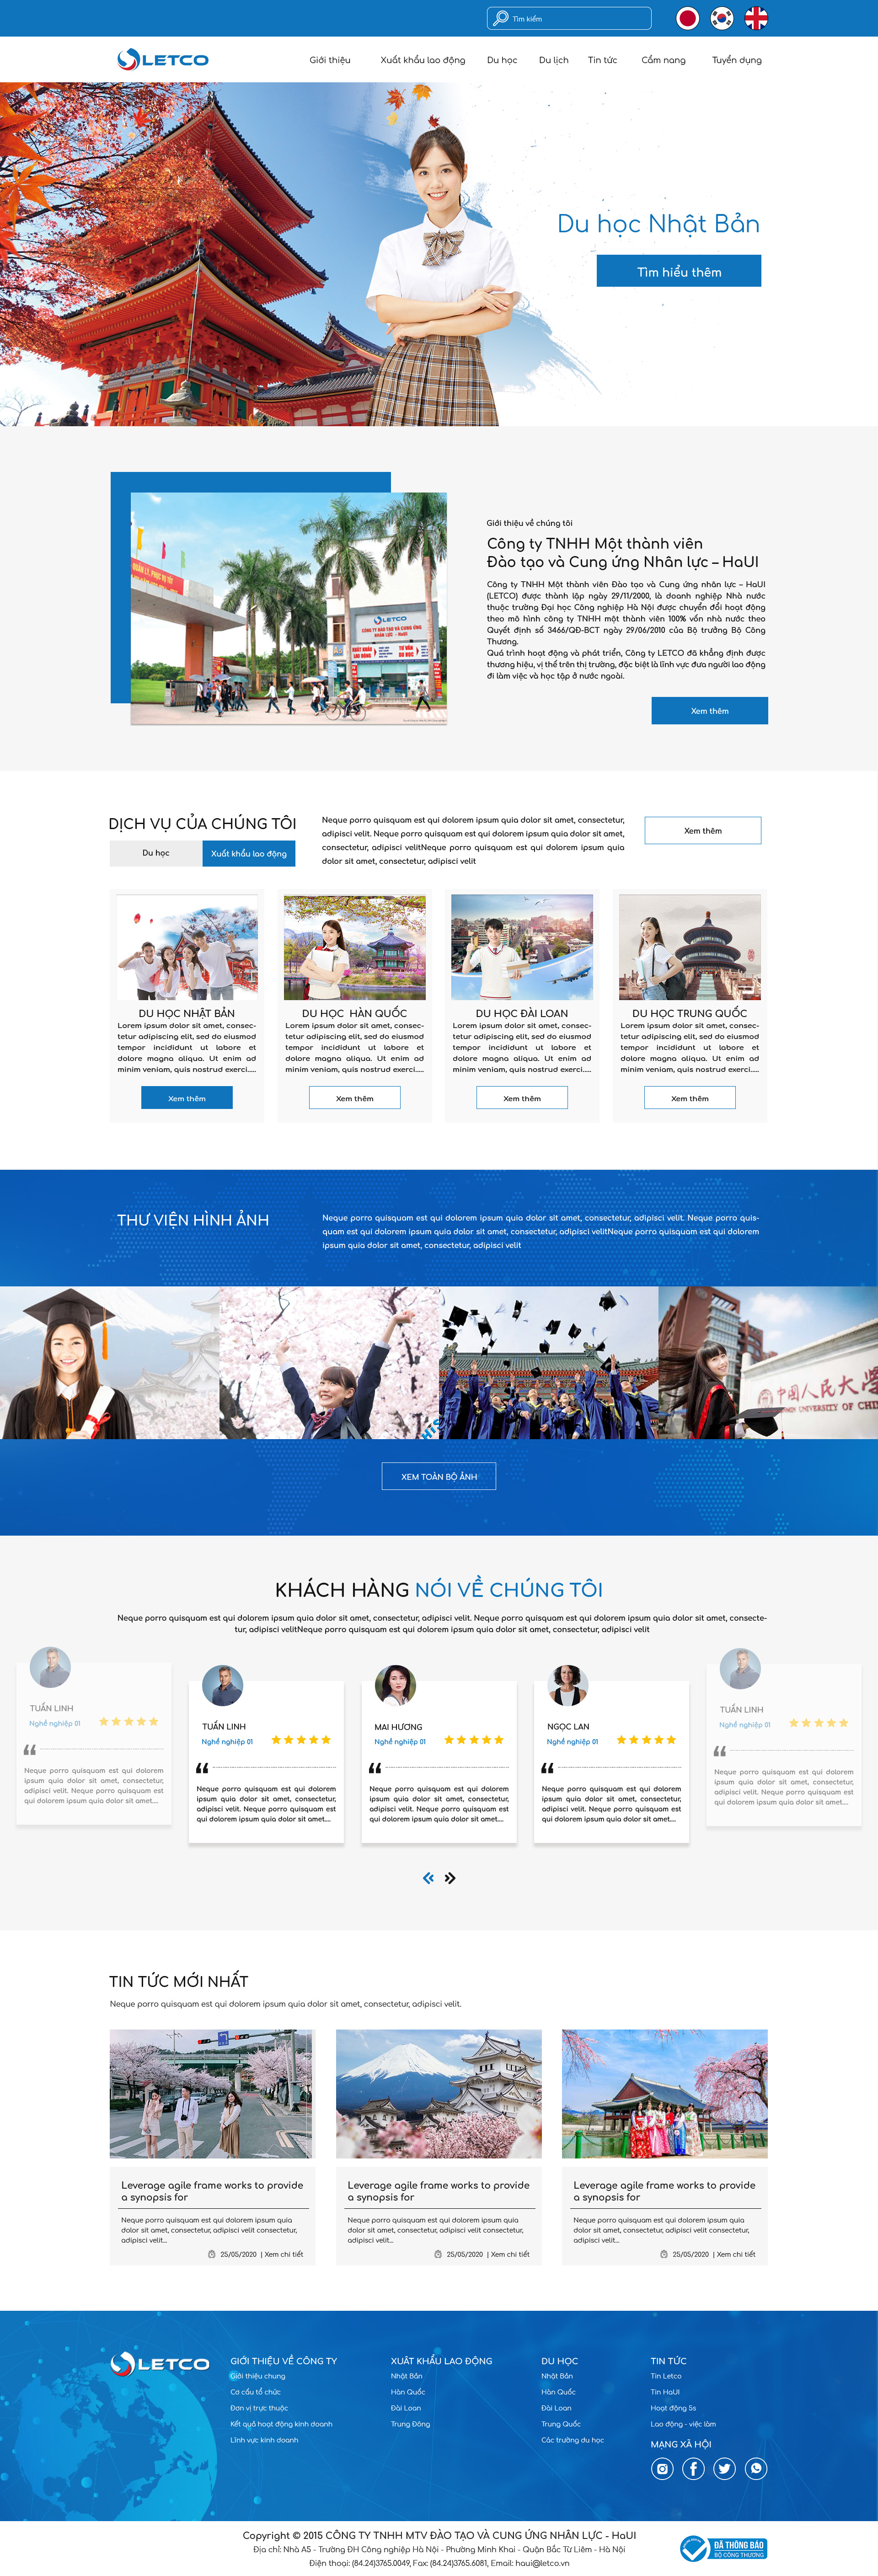 Tìm kiếm
LETCO
Giới thiệu Xuất khẩu lao động Du học Du lịch Tin tức Cẩm nang Tuyển dụng
Du học Nhật Bản
Tìm hiểu thêm
LETCO
Giới thiệu về chúng tôi
Công ty TNHH Một thành viên
Đào tạo và Cung ứng Nhân lực – HaUI
Công ty TNHH Một thành viên Đào tạo và Cung ứng nhân lực – HaUI
(LETCO) được thành lập ngày 29/11/2000, là doanh nghiệp Nhà nước
thuộc trường Đại học Công nghiệp Hà Nội được chuyển đổi hoạt động
theo mô hình công ty TNHH một thành viên 100% vốn nhà nước theo
Quyết định số 3466/QĐ-BCT ngày 29/06/2010 của Bộ trưởng Bộ Công
Thương.
Quá trình hoạt động và phát triển, Công ty LETCO đã khẳng định được
thương hiệu, vị thế trên thị trường, đặc biệt là lĩnh vực đưa người lao động
đi làm việc và học tập ở nước ngoài.
Xem thêm
DỊCH VỤ CỦA CHÚNG TÔI
Du học
Xuất khẩu lao động
Neque porro quisquam est qui dolorem ipsum quia dolor sit amet, consectetur,
adipisci velit. Neque porro quisquam est qui dolorem ipsum quia dolor sit amet,
consectetur, adipisci velitNeque porro quisquam est qui dolorem ipsum quia
dolor sit amet, consectetur, adipisci velit
Xem thêm
DU HỌC NHẬT BẢN
Lorem ipsum dolor sit amet, consec-
tetur adipiscing elit, sed do eiusmod
tempor incididunt ut labore et
dolore magna aliqua. Ut enim ad
minim veniam, quis nostrud exerci.....
Xem thêm
DU HỌC HÀN QUỐC
Lorem ipsum dolor sit amet, consec-
tetur adipiscing elit, sed do eiusmod
tempor incididunt ut labore et
dolore magna aliqua. Ut enim ad
minim veniam, quis nostrud exerci.....
Xem thêm
DU HỌC ĐÀI LOAN
Lorem ipsum dolor sit amet, consec-
tetur adipiscing elit, sed do eiusmod
tempor incididunt ut labore et
dolore magna aliqua. Ut enim ad
minim veniam, quis nostrud exerci.....
Xem thêm
DU HỌC TRUNG QUỐC
Lorem ipsum dolor sit amet, consec-
tetur adipiscing elit, sed do eiusmod
tempor incididunt ut labore et
dolore magna aliqua. Ut enim ad
minim veniam, quis nostrud exerci.....
Xem thêm
THƯ VIỆN HÌNH ẢNH
Neque porro quisquam est qui dolorem ipsum quia dolor sit amet, consectetur, adipisci velit. Neque porro quis-
quam est qui dolorem ipsum quia dolor sit amet, consectetur, adipisci velitNeque porro quisquam est qui dolorem
ipsum quia dolor sit amet, consectetur, adipisci velit
HIS
中国人民大学
UNIVERSITY OF CHINA
XEM TOÀN BỘ ẢNH
KHÁCH HÀNG NÓI VỀ CHÚNG TÔI
Neque porro quisquam est qui dolorem ipsum quia dolor sit amet, consectetur, adipisci velit. Neque porro quisquam est qui dolorem ipsum quia dolor sit amet, consecte-
tur, adipisci velitNeque porro quisquam est qui dolorem ipsum quia dolor sit amet, consectetur, adipisci velit
TUẤN LINH
Nghề nghiệp 01
Neque porro quisquam est qui dolorem
ipsum quia dolor sit amet, consectetur,
adipisci velit. Neque porro quisquam est
qui dolorem ipsum quia dolor sit amet....
TUẤN LINH
Nghề nghiệp 01
Neque porro quisquam est qui dolorem
ipsum quia dolor sit amet, consectetur,
adipisci velit. Neque porro quisquam est
qui dolorem ipsum quia dolor sit amet....
MAI HƯƠNG
Nghề nghiệp 01
Neque porro quisquam est qui dolorem
ipsum quia dolor sit amet, consectetur,
adipisci velit. Neque porro quisquam est
qui dolorem ipsum quia dolor sit amet....
NGỌC LAN
Nghề nghiệp 01
Neque porro quisquam est qui dolorem
ipsum quia dolor sit amet, consectetur,
adipisci velit. Neque porro quisquam est
qui dolorem ipsum quia dolor sit amet....
TUẤN LINH
Nghề nghiệp 01
Neque porro quisquam est qui dolorem
ipsum quia dolor sit amet, consectetur,
adipisci velit. Neque porro quisquam est
qui dolorem ipsum quia dolor sit amet....
TIN TỨC MỚI NHẤT
Neque porro quisquam est qui dolorem ipsum quia dolor sit amet, consectetur, adipisci velit.
Leverage agile frame works to provide
a synopsis for
Neque porro quisquam est qui dolorem ipsum quia
dolor sit amet, consectetur, adipisci velit consectetur,
adipisci velit...
25/05/2020 | Xem chi tiết
Leverage agile frame works to provide
a synopsis for
Neque porro quisquam est qui dolorem ipsum quia
dolor sit amet, consectetur, adipisci velit consectetur,
adipisci velit...
25/05/2020 | Xem chi tiết
Leverage agile frame works to provide
a synopsis for
Neque porro quisquam est qui dolorem ipsum quia
dolor sit amet, consectetur, adipisci velit consectetur,
adipisci velit...
25/05/2020 | Xem chi tiết
LETCO
GIỚI THIỆU VỀ CÔNG TY
Giới thiệu chung
Cơ cấu tổ chức
Đơn vị trực thuộc
Kết quả hoạt động kinh doanh
Lĩnh vực kinh doanh
XUẤT KHẨU LAO ĐỘNG
Nhật Bản
Hàn Quốc
Đài Loan
Trung Đông
DU HỌC
Nhật Bản
Hàn Quốc
Đài Loan
Trung Quốc
Các trường du học
TIN TỨC
Tin Letco
Tin HaUI
Hoạt động 5s
Lao động - việc làm
MẠNG XÃ HỘI
Copyright © 2015 CÔNG TY TNHH MTV ĐÀO TẠO VÀ CUNG ỨNG NHÂN LỰC - HaUI
Địa chỉ: Nhà A5 - Trường ĐH Công nghiệp Hà Nội - Phường Minh Khai - Quận Bắc Từ Liêm - Hà Nội
Điện thoại: (84.24)3765.0049, Fax: (84.24)3765.6081, Email: haui@letco.vn
ĐÃ THÔNG BÁO
BỘ CÔNG THƯƠNG